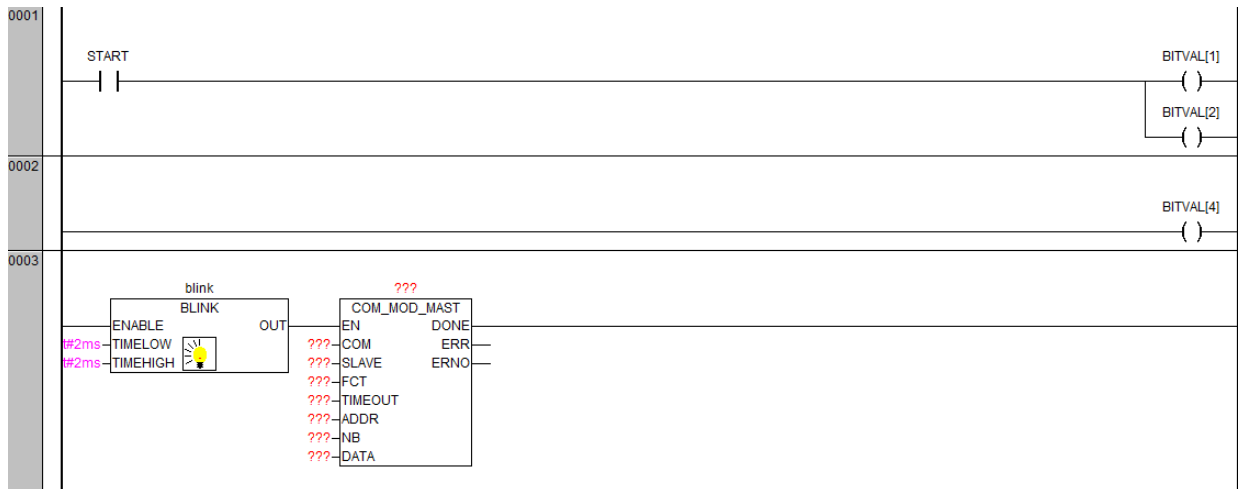 0001
START BITVAL[1]
BITVAL[2]
0002
BITVAL[4]
0003
blink ???
BLINK COM_MOD_MAST
ENABLE OUT EN DONE
t#2ms TIMELOW ??? COM ERR
t#2ms TIMEHIGH ??? SLAVE ERNO
??? FCT
??? TIMEOUT
??? ADDR
??? NB
??? DATA